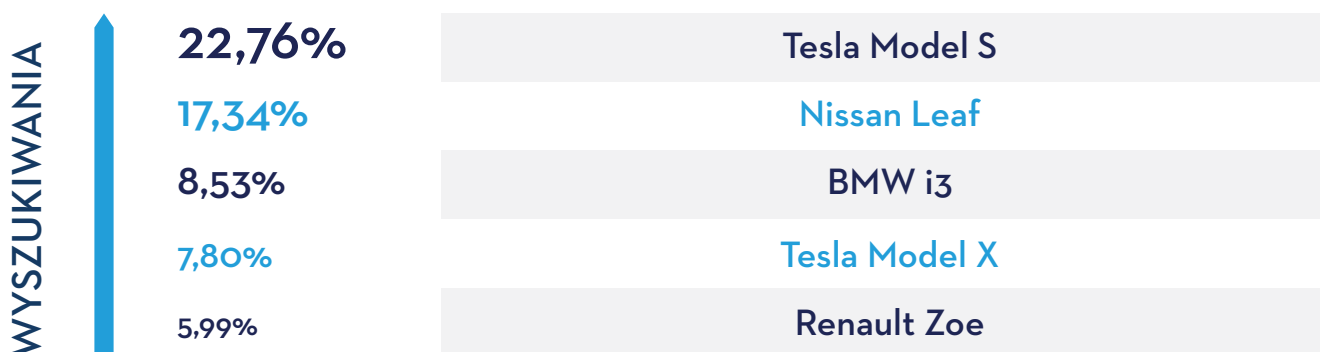 WYSZUKIWANIA
22,76% Tesla Model S
17,34% Nissan Leaf
8,53% BMW i3
7,80% Tesla Model X
5,99% Renault Zoe